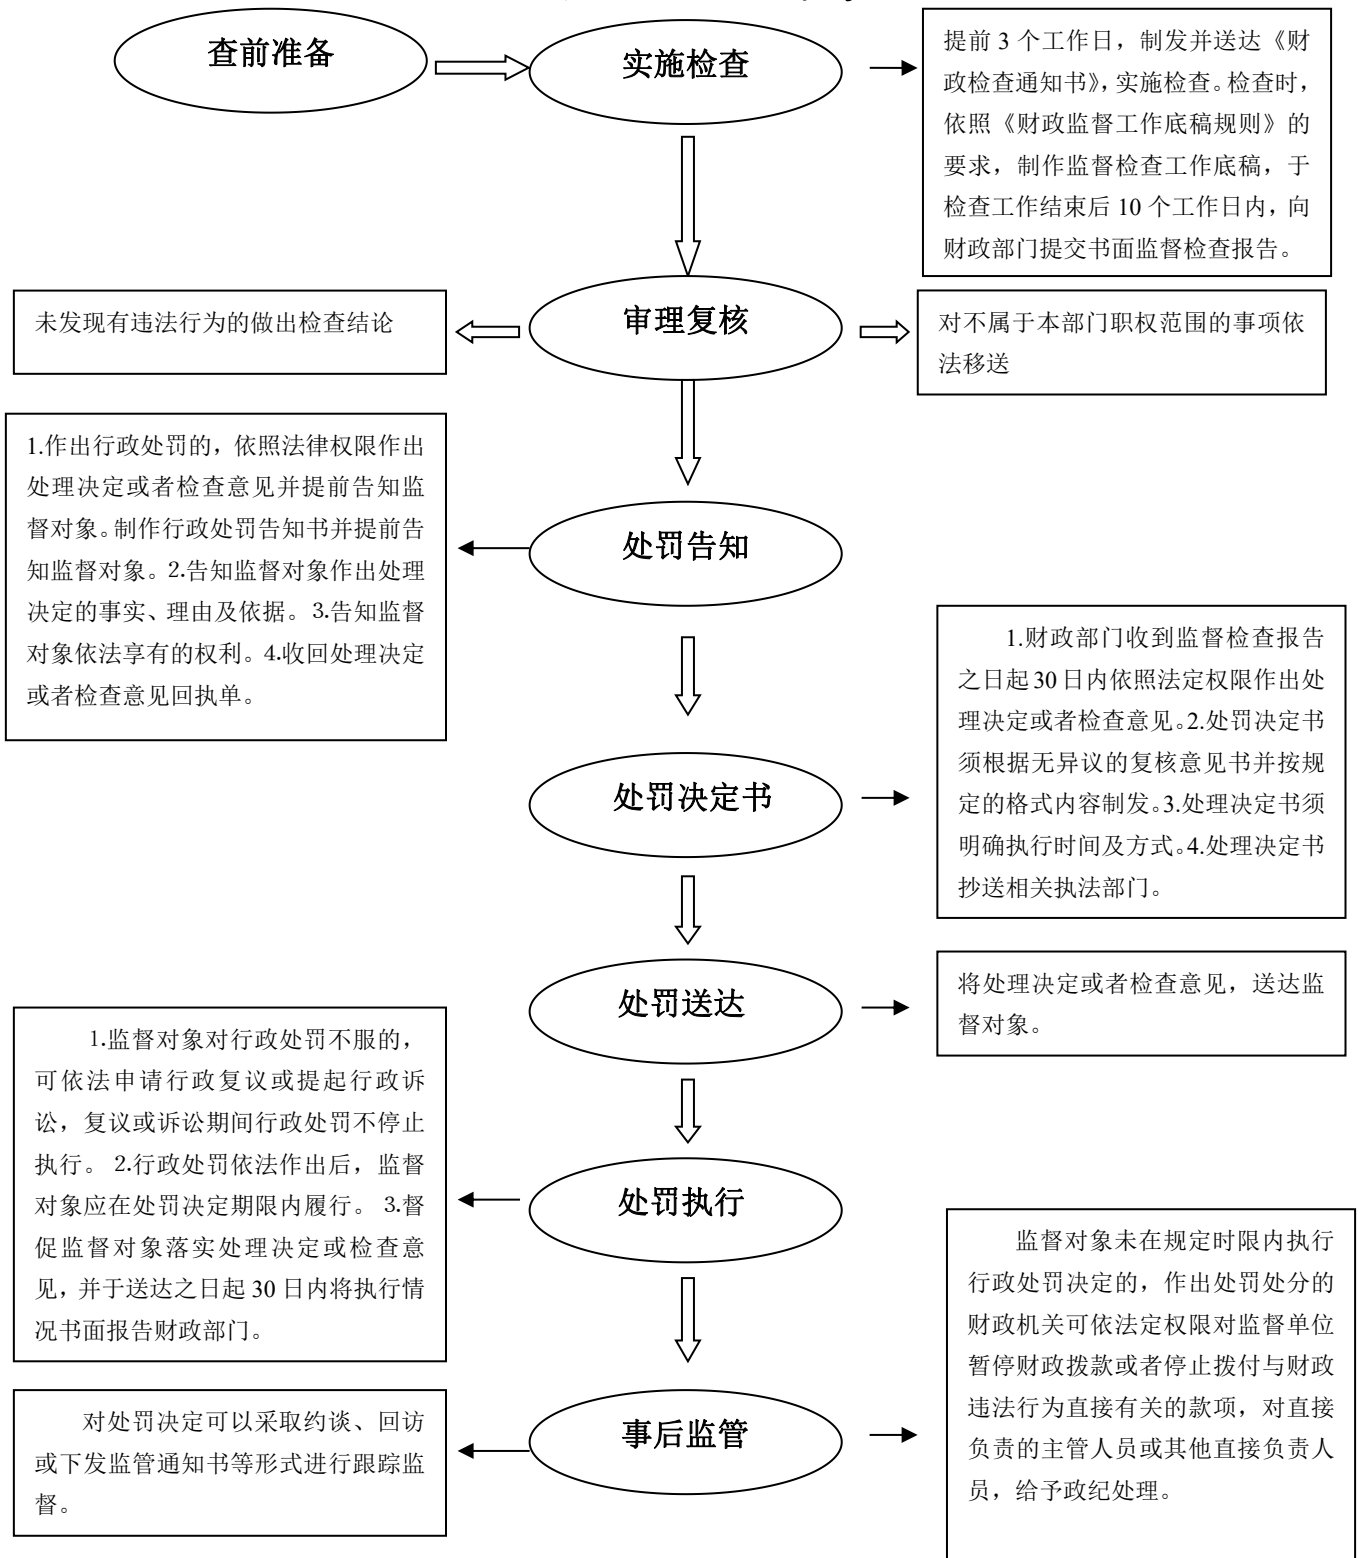 查前准备
实施检查
提前 3 个工作日，制发并送达《财
政检查通知书》，实施检查。检查时，
依照《财政监督工作底稿规则》的
要求，制作监督检查工作底稿，于
检查工作结束后 10 个工作日内，向
财政部门提交书面监督检查报告。
未发现有违法行为的做出检查结论
审理复核
对不属于本部门职权范围的事项依
法移送
1.作出行政处罚的，依照法律权限作出
处理决定或者检查意见并提前告知监
督对象。制作行政处罚告知书并提前告
知监督对象。2.告知监督对象作出处理
决定的事实、理由及依据。 3.告知监督
对象依法享有的权利。4.收回处理决定
或者检查意见回执单。
处罚告知
1.财政部门收到监督检查报告
之日起 30 日内依照法定权限作出处
理决定或者检查意见。2.处罚决定书
须根据无异议的复核意见书并按规
定的格式内容制发。3.处理决定书须
明确执行时间及方式。4.处理决定书
抄送相关执法部门。
处罚决定书
处罚送达
将处理决定或者检查意见，送达监
督对象。
1.监督对象对行政处罚不服的，
可依法申请行政复议或提起行政诉
讼，复议或诉讼期间行政处罚不停止
执行。 2.行政处罚依法作出后，监督
对象应在处罚决定期限内履行。 3.督
促监督对象落实处理决定或检查意
见，并于送达之日起 30 日内将执行情
况书面报告财政部门。
处罚执行
监督对象未在规定时限内执行
行政处罚决定的，作出处罚处分的
财政机关可依法定权限对监督单位
暂停财政拨款或者停止拨付与财政
违法行为直接有关的款项，对直接
负责的主管人员或其他直接负责人
员，给予政纪处理。
对处罚决定可以采取约谈、回访
或下发监管通知书等形式进行跟踪监
督。
事后监管